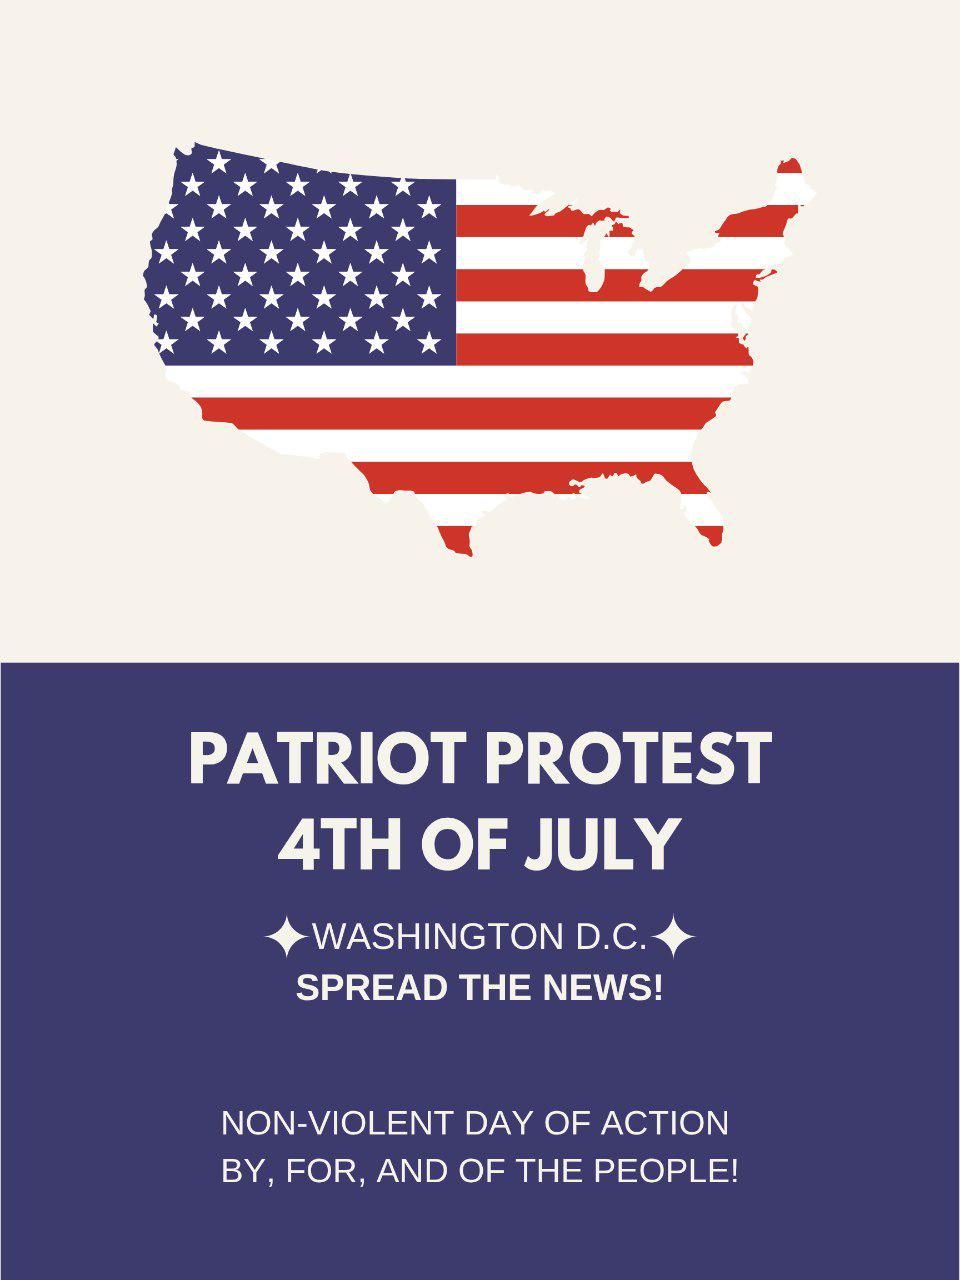 PATRIOT PROTEST
4TH OF JULY
WASHINGTON D.C.
SPREAD THE NEWS!
NON-VIOLENT DAY OF ACTION
BY, FOR, AND OF THE PEOPLE!